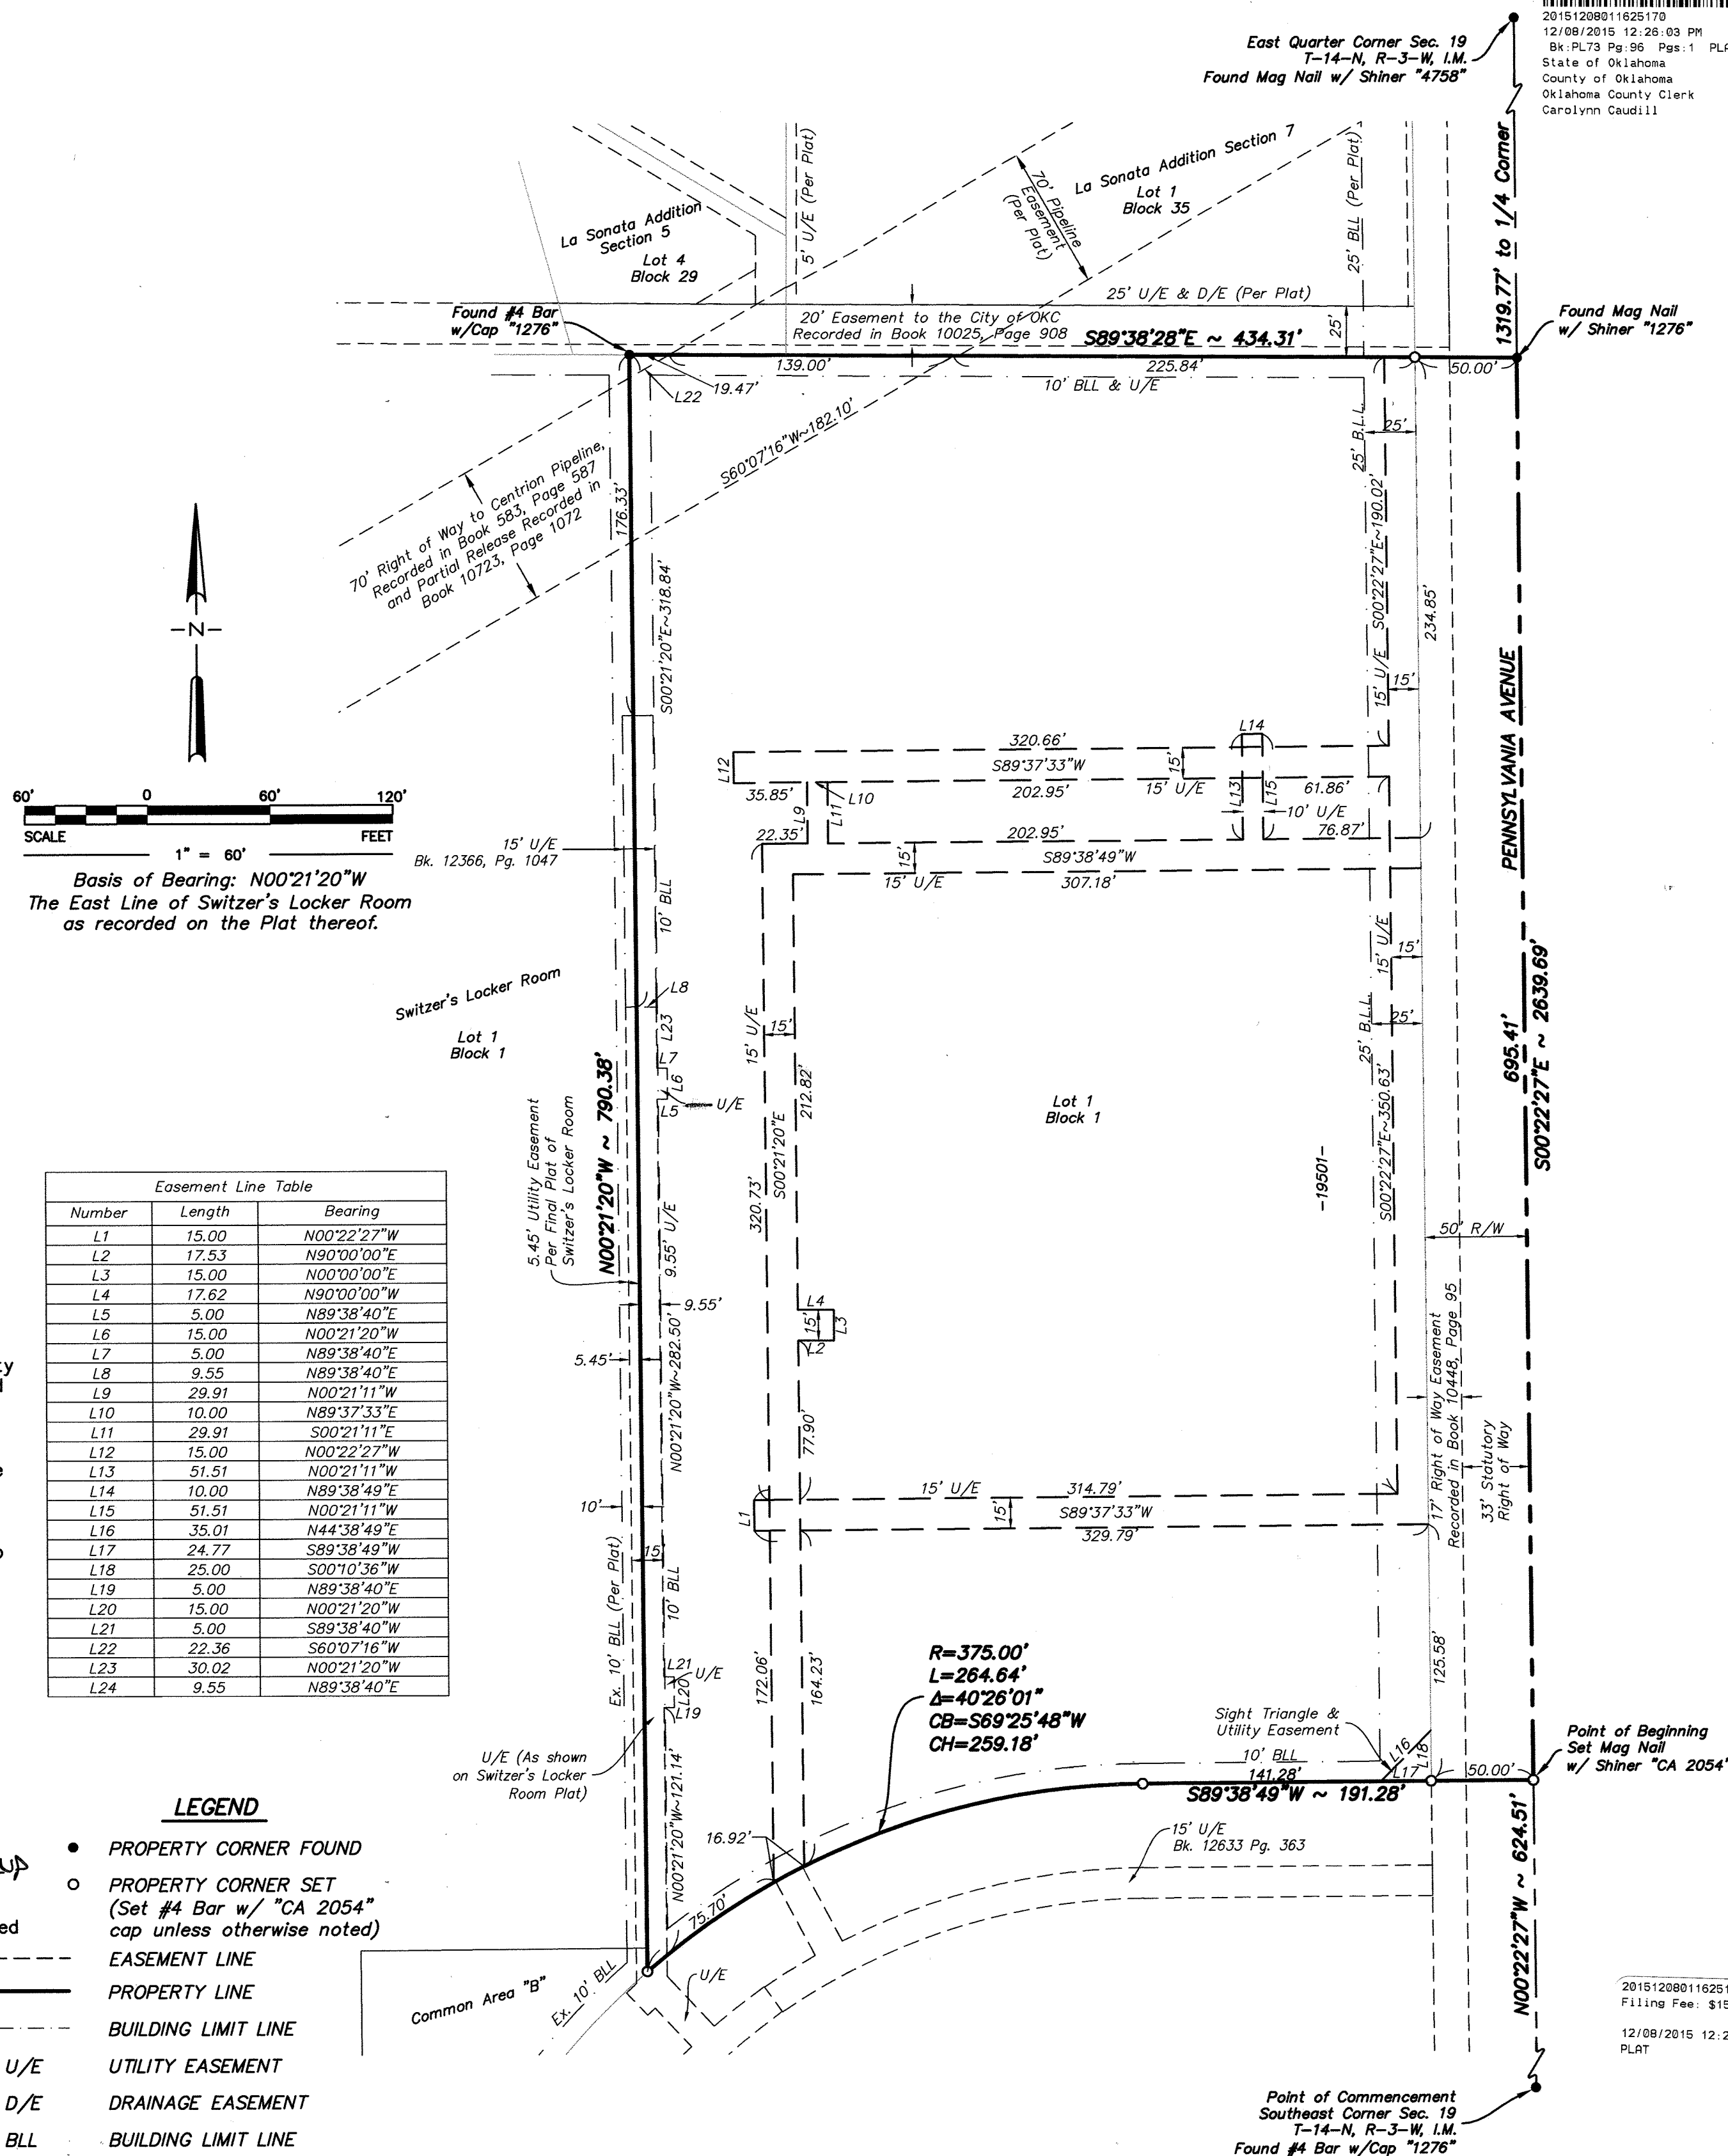 20151208011625170
12/08/2015 12:26:03 PM
Bk:PL73 Pg:96 Pgs:1
State of Oklahoma
County of Oklahoma
Oklahoma County Clerk
Carolynn Caudill
East Quarter Corner Sec. 19
T-14-N, R-3-W, I.M.
Found Mag Nail w/ Shiner "4758"
1319.77' to 1/4 Corner
La Sonata Addition Section 7
Lot 1
Block 35
La Sonata Addition
Section 5
Lot 4
Block 29
5' U/E (Per Plat)
70' Pipeline
Easement
(Per Plat)
25' BLL (Per Plat)
25' U/E & D/E (Per Plat)
25'
Found #4 Bar
w/Cap "1276"
20' Easement to the City of OKC
Recorded in Book 10025, Page 908
S89°38'28"E ~ 434.31'
Found Mag Nail
w/ Shiner "1276"
139.00'
225.84'
50.00'
19.47'
L22
10' BLL & U/E
S60°07'16"W~182.10'
70' Right of Way to Centrion Pipeline,
Recorded in Book 583, Page 587
and Partial Release Recorded in
Book 10723, Page 1072
176.33'
S00°21'20"E~318.84'
25' B.L.L.
25'
15' U/E S00°22'27"E~190.02'
15'
234.85'
PENNSYLVANIA AVENUE
-N-
60' 0 60' 120'
SCALE FEET
1" = 60'
Basis of Bearing: N00°21'20"W
The East Line of Switzer's Locker Room
as recorded on the Plat thereof.
L14
320.66'
S89°37'33"W
15'
L12
35.85'
L10
202.95'
15' U/E
L13
L15
61.86'
L9
L11
10' U/E
22.35'
202.95'
76.87'
15' U/E
Bk. 12366, Pg. 1047
15'
S89°38'49"W
15' U/E
307.18'
10' BLL
15' U/E
15'
25' B.L.L.
25'
Switzer's Locker Room
Lot 1
Block 1
L8
L23
L7
L6
L5
U/E
15' U/E
15'
212.82'
S00°21'20"E
320.73'
Lot 1
Block 1
-19501-
S00°22'27"E~350.63'
695.41'
S00°22'27"E ~ 2639.69'
50' R/W
N00°21'20"W ~ 790.38'
5.45' Utility Easement
Per Final Plat of
Switzer's Locker Room
9.55' U/E
9.55'
5.45'
N00°21'20"W~282.50'
L4
15'
L3
L2
77.90'
17' Right of Way Easement
Recorded in Book 10448, Page 95
33' Statutory
Right of Way
Easement Line Table
Number Length Bearing
L1 15.00 N00°22'27"W
L2 17.53 N90°00'00"E
L3 15.00 N00°00'00"E
L4 17.62 N90°00'00"W
L5 5.00 N89°38'40"E
L6 15.00 N00°21'20"W
L7 5.00 N89°38'40"E
L8 9.55 N89°38'40"E
L9 29.91 N00°21'11"W
L10 10.00 N89°37'33"E
L11 29.91 S00°21'11"E
L12 15.00 N00°22'27"W
L13 51.51 N00°21'11"W
L14 10.00 N89°38'49"E
L15 51.51 N00°21'11"W
L16 35.01 N44°38'49"E
L17 24.77 S89°38'49"W
L18 25.00 S00°10'36"W
L19 5.00 N89°38'40"E
L20 15.00 N00°21'20"W
L21 5.00 S89°38'40"W
L22 22.36 S60°07'16"W
L23 30.02 N00°21'20"W
L24 9.55 N89°38'40"E
10'
15'
L1
15' U/E
314.79'
15'
S89°37'33"W
329.79'
Ex. 10' BLL (Per Plat)
10' BLL
L21
U/E
L20
L19
172.06'
164.23'
125.58'
R=375.00'
L=264.64'
Δ=40°26'01"
CB=S69°25'48"W
CH=259.18'
Sight Triangle &
Utility Easement
L16
L18
L17
10' BLL
141.28'
50.00'
S89°38'49"W ~ 191.28'
Point of Beginning
Set Mag Nail
w/ Shiner "CA 2054"
U/E (As shown
on Switzer's Locker
Room Plat)
N00°21'20"W~121.14'
16.92'
75.70'
15' U/E
Bk. 12633 Pg. 363
N00°22'27"W ~ 624.51'
Common Area "B"
Ex. 10' BLL
U/E
LEGEND
PROPERTY CORNER FOUND
PROPERTY CORNER SET
(Set #4 Bar w/ "CA 2054"
cap unless otherwise noted)
EASEMENT LINE
PROPERTY LINE
BUILDING LIMIT LINE
U/E UTILITY EASEMENT
D/E DRAINAGE EASEMENT
BLL BUILDING LIMIT LINE
Filing Fee: $15
PLAT
Point of Commencement
Southeast Corner Sec. 19
T-14-N, R-3-W, I.M.
Found #4 Bar w/Cap "1276"